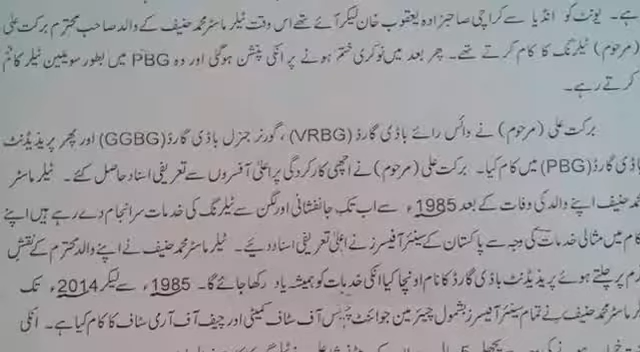 ہے۔ یونٹ کو انڈیا سے کراچی صاحبزادہ یعقوب خان لیکر آئے تھے اس وقت ٹیلر ماسٹر محمد حنیف کے والد صاحب محترم برکت علی
(مرحوم) ٹیلرنگ کا کام کرتے تھے۔ پھر بعد میں نوکری ختم ہونے پر انکی پنشن ہوگئی اور وہ PBG میں بطور سویلین ٹیلر کام
کرتے رہے۔
برکت علی (مرحوم) نے وائس رائے باڈی گارڈ (VRBG)، گورنر جنرل باڈی گارڈ (GGBG) اور پھر پریذیڈنٹ
باڈی گارڈ (PBG) میں کام کیا۔ برکت علی (مرحوم) نے اچھی کارکردگی پر اعلیٰ آفسروں سے تعریفی اسناد حاصل کئے۔ ٹیلر ماسٹر
محمد حنیف اپنے والد کی وفات کے بعد 1985ء سے اب تک جانفشانی اور لگن سے ٹیلرنگ کی خدمات سرانجام دے رہے ہیں اپنے
کام میں مثالی خدمات کی وجہ سے پاکستان کے سینئر آفیسرز نے اعلیٰ تعریفی اسناد دیئے۔ ٹیلر ماسٹر محمد حنیف نے اپنے والد محترم کے نقش
قدم پر چلتے ہوئے پریذیڈنٹ باڈی گارڈ کا نام اونچا کیا انکی خدمات کو ہمیشہ یاد رکھا جائے گا۔ 1985ء سے لیکر 2014ء تک
ٹیلر ماسٹر محمد حنیف نے تمام سینئر آفیسرز بشمول چیئرمین جوائنٹ چیفس آف سٹاف کمیٹی اور چیف آف آرمی سٹاف کا کام کیا ہے۔ انکی